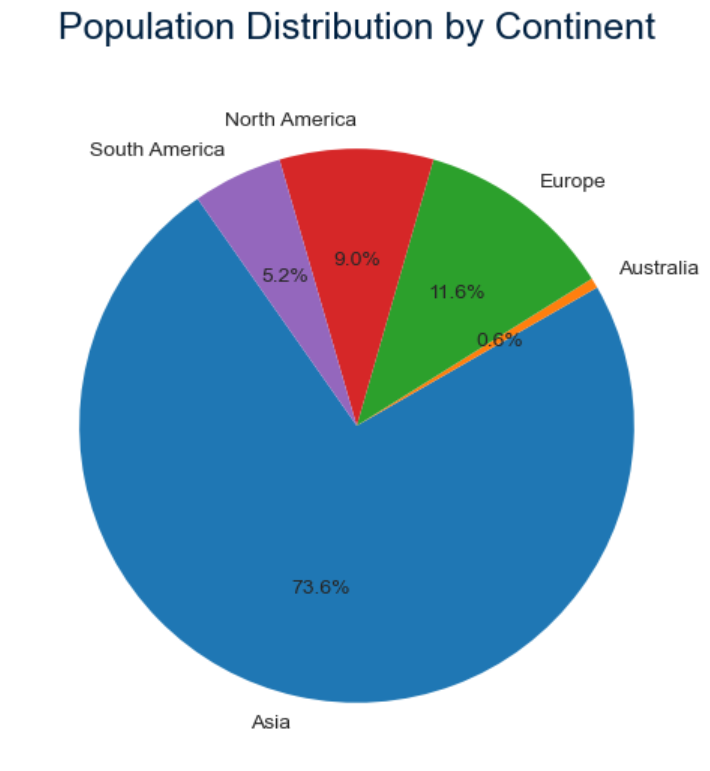 Population Distribution by Continent
North America
South America
Europe
Australia
9.0%
5.2%
11.6%
0.6%
73.6%
Asia